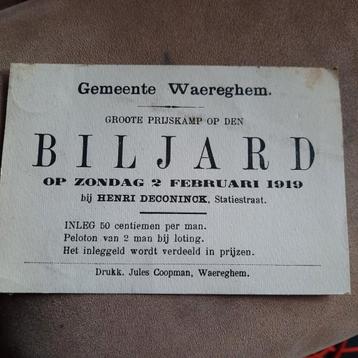 Gemeente Waereghem.
GROOTE PRIJSKAMP OP DEN
BILJARD
OP ZONDAG 2 FEBRUARI 1919
bij HENRI DECONINCK, Statiestraat.
INLEG 50 centiemen per man.
Peloton van 2 man bij loting.
Het inleggeld wordt verdeeld in prijzen.
Drukk. Jules Coopman, Waereghem.